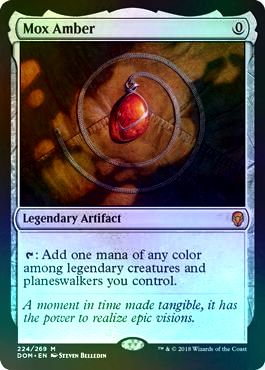 Mox Amber 0
Legendary Artifact
: Add one mana of any color
among legendary creatures and
planeswalkers you control.
A moment in time made tangible, it has
the power to realize epic visions.
224/269 M
DOM • EN Steven Belledin ™ & © 2018 Wizards of the Coast